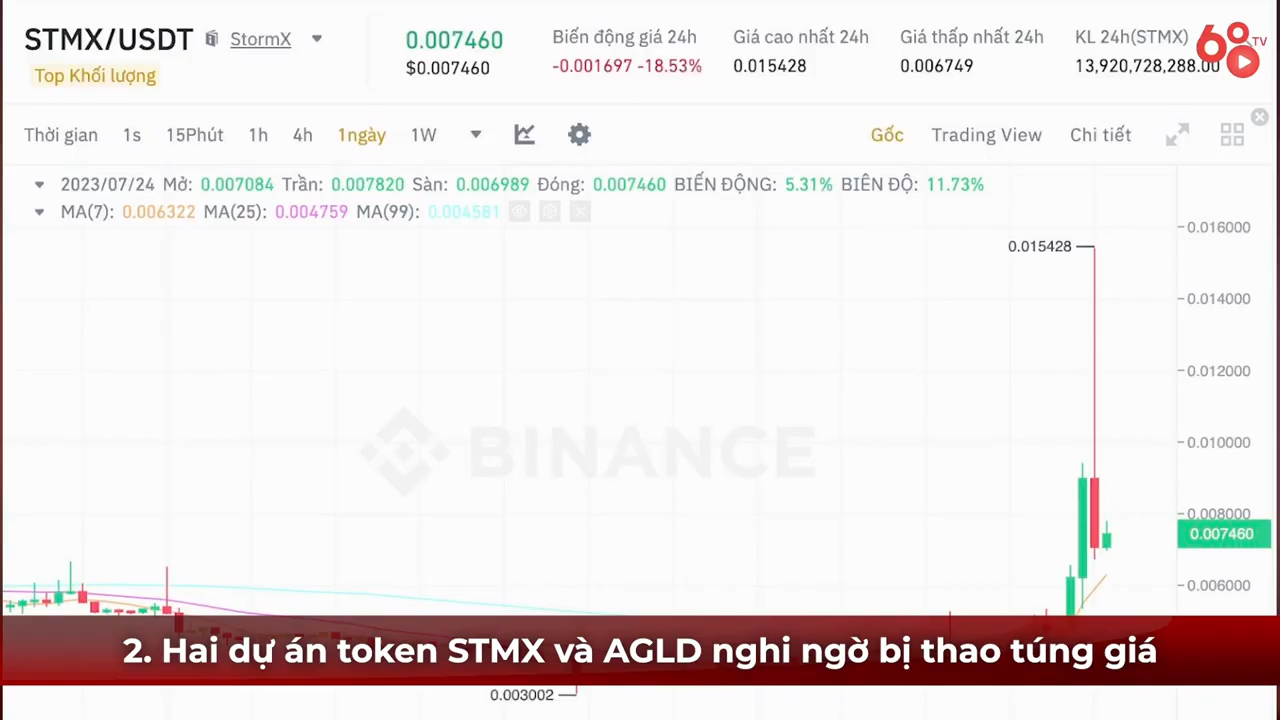 STMX/USDT
StormX
Top Khối lượng
0.007460
$0.007460
Biến động giá 24h
-0.001697 -18.53%
Giá cao nhất 24h
0.015428
Giá thấp nhất 24h
0.006749
KL 24h(STMX)
13,920,728,288.00
68 TV
Thời gian 1s 15Phút 1h 4h 1ngày 1W
Gốc Trading View Chi tiết
2023/07/24 Mở: 0.007084 Trần: 0.007820 Sàn: 0.006989 Đóng: 0.007460 BIẾN ĐỘNG: 5.31% BIÊN ĐỘ: 11.73%
MA(7): 0.006322 MA(25): 0.004759 MA(99): 0.004581
0.016000
0.015428
0.014000
0.012000
0.010000
BINANCE
0.008000
0.007460
0.006000
2. Hai dự án token STMX và AGLD nghi ngờ bị thao túng giá
0.003002